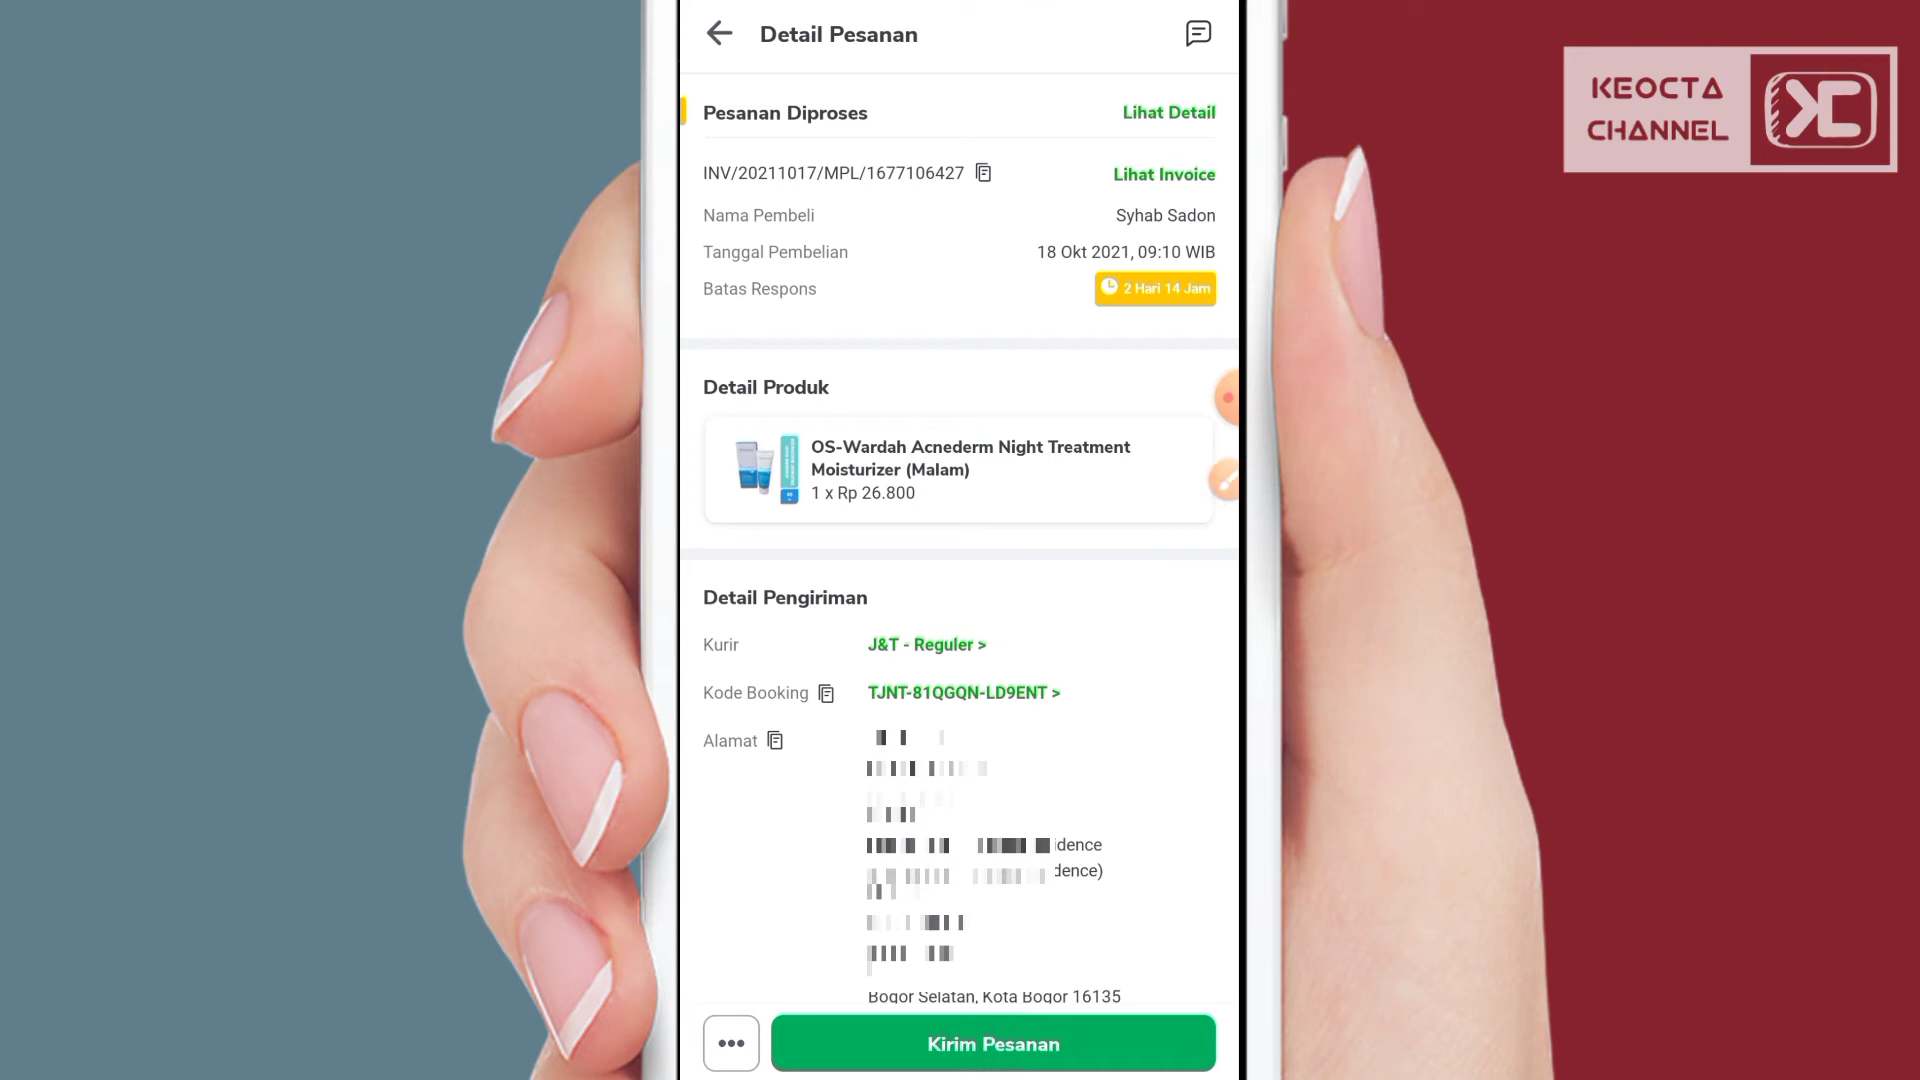 Detail Pesanan
KEOCTA
CHANNEL
KC
Pesanan Diproses
Lihat Detail
INV/20211017/MPL/1677106427
Lihat Invoice
Nama Pembeli
Syhab Sadon
Tanggal Pembelian
18 Okt 2021, 09:10 WIB
Batas Respons
2 Hari 14 Jam
Detail Produk
OS-Wardah Acnederm Night Treatment
Moisturizer (Malam)
1 x Rp 26.800
Detail Pengiriman
Kurir
J&T - Reguler >
Kode Booking
TJNT-81QGQN-LD9ENT >
Alamat
idence
dence)
Bogor Selatan, Kota Bogor 16135
Kirim Pesanan